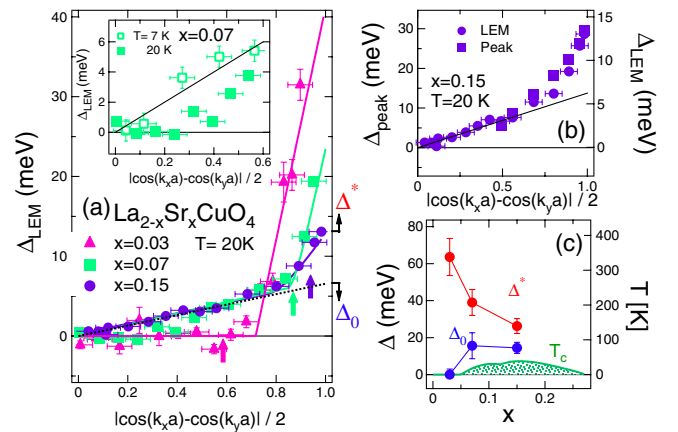 40
30
20
10
0
Δ_LEM (meV)
0.0 0.2 0.4 0.6 0.8 1.0
|cos(k_xa)-cos(k_ya)| / 2
(a) La_{2-x}Sr_xCuO_4
x=0.03 T= 20K
x=0.07
x=0.15
Δ*
Δ_0
6
4
2
0
Δ_LEM (meV)
T= 7 K x=0.07
20 K
0.0 0.2 0.4 0.6
|cos(k_xa)-cos(k_ya)| / 2
30
20
10
0
Δ_peak (meV)
LEM
Peak
x=0.15
T=20 K
(b)
15
10
5
0
Δ_LEM (meV)
0 0.5 1.0
|cos(k_xa)-cos(k_ya)| / 2
(c)
80
60
40
20
0
Δ (meV)
Δ*
Δ_0
T_c
400
300
200
100
0
T [K]
0.0 0.1 0.2
x